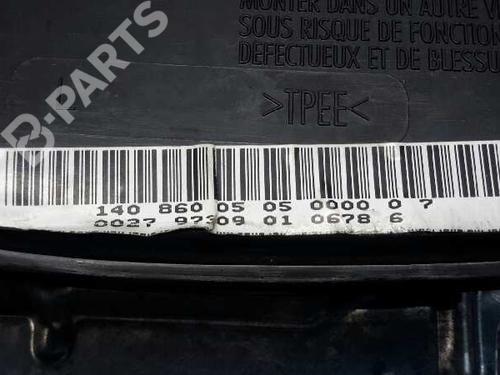 MONTER DANS UN AUTRE V
SOUS RISQUE DE FONCTION
DEFECTUEUX ET DE BLESSU
>TPEE<
140 860 05 05 0000 0 7
0027 97309 01 0678 6
B-PARTS